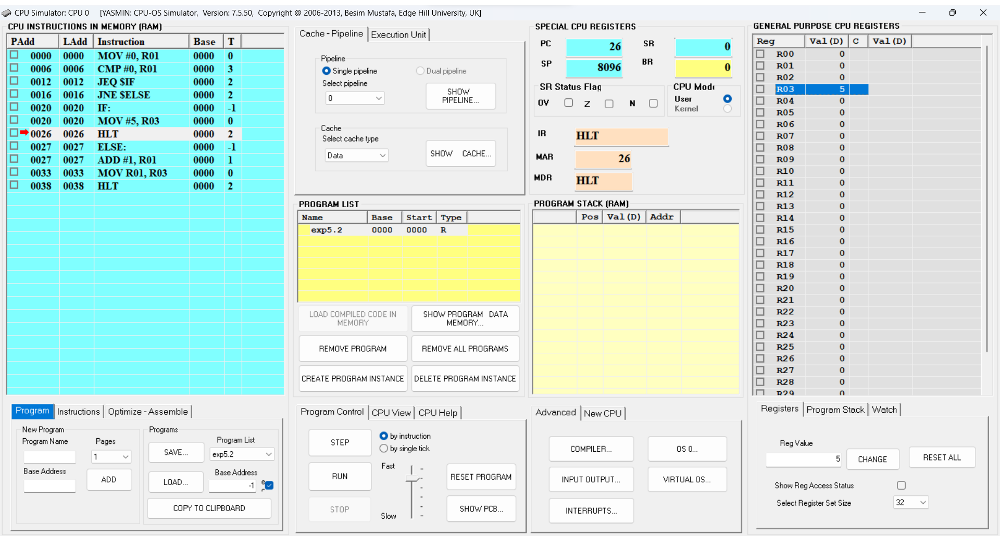 CPU Simulator: CPU 0 [YASMIN: CPU-OS Simulator, Version: 7.5.50, Copyright @ 2006-2013, Besim Mustafa, Edge Hill University, UK]
CPU INSTRUCTIONS IN MEMORY (RAM)
PAdd LAdd Instruction Base T
0000 0000 MOV #0, R01 0000 0
0006 0006 CMP #0, R01 0000 3
0012 0012 JEQ $IF 0000 2
0016 0016 JNE $ELSE 0000 2
0020 0020 IF: 0000 -1
0020 0020 MOV #5, R03 0000 0
0026 0026 HLT 0000 2
0027 0027 ELSE: 0000 -1
0027 0027 ADD #1, R01 0000 1
0033 0033 MOV R01, R03 0000 0
0038 0038 HLT 0000 2
Program Instructions Optimize - Assemble
New Program
Program Name Pages
1
Base Address
ADD
Programs
Program List
SAVE... exp5.2
Base Address
LOAD... -1
COPY TO CLIPBOARD
Cache - Pipeline Execution Unit
Pipeline
Single pipeline Dual pipeline
Select pipeline
0
SHOW
PIPELINE...
Cache
Select cache type
Data
SHOW CACHE...
PROGRAM LIST
Name Base Start Type
exp5.2 0000 0000 R
LOAD COMPILED CODE IN
MEMORY
SHOW PROGRAM DATA
MEMORY...
REMOVE PROGRAM REMOVE ALL PROGRAMS
CREATE PROGRAM INSTANCE DELETE PROGRAM INSTANCE
Program Control CPU View CPU Help
STEP
by instruction
by single tick
RUN
Fast
RESET PROGRAM
STOP
Slow
SHOW PCB...
SPECIAL CPU REGISTERS
PC 26 SR 0
SP 8096 BR 0
SR Status Flag
OV Z N
CPU Mode
User
Kernel
IR HLT
MAR 26
MDR HLT
PROGRAM STACK (RAM)
Pos Val(D) Addr
Advanced New CPU
COMPILER... OS 0...
INPUT OUTPUT... VIRTUAL OS...
INTERRUPTS...
GENERAL PURPOSE CPU REGISTERS
Reg Val(D) C Val(D)
R00 0
R01 0
R02 0
R03 5
R04 0
R05 0
R06 0
R07 0
R08 0
R09 0
R10 0
R11 0
R12 0
R13 0
R14 0
R15 0
R16 0
R17 0
R18 0
R19 0
R20 0
R21 0
R22 0
R23 0
R24 0
R25 0
R26 0
R27 0
R28 0
R29 0
Registers Program Stack Watch
Reg Value
5 CHANGE RESET ALL
Show Reg Access Status
Select Register Set Size 32